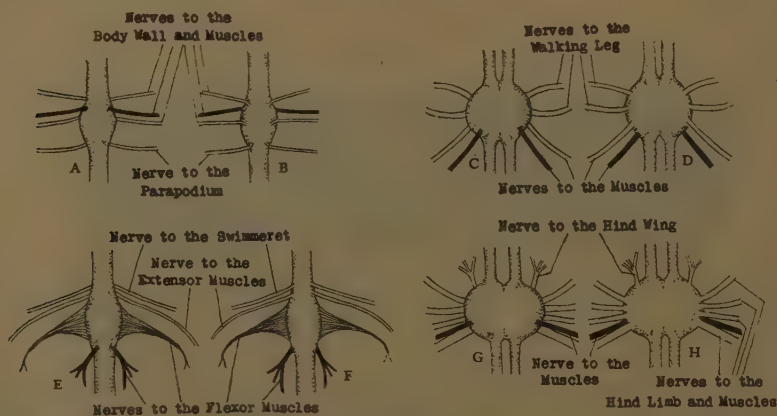 Nerves to the
Body Wall and Muscles
A
B
Nerve to the
Parapodium
Nerves to the
Walking Leg
C
D
Nerves to the Muscles
Nerve to the Swimmeret
Nerve to the
Extensor Muscles
E
F
Nerves to the Flexor Muscles
Nerve to the Hind Wing
G
H
Nerve to the
Muscles
Nerves to the
Hind Limb and Muscles